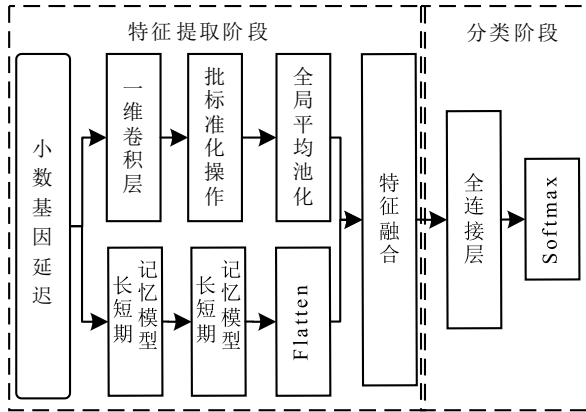 特征提取阶段
分类阶段
小数基因延迟
一维卷积层
批标准化操作
全局平均池化
长短期
记忆模型
长短期
记忆模型
Flatten
特征融合
全连接层
Softmax